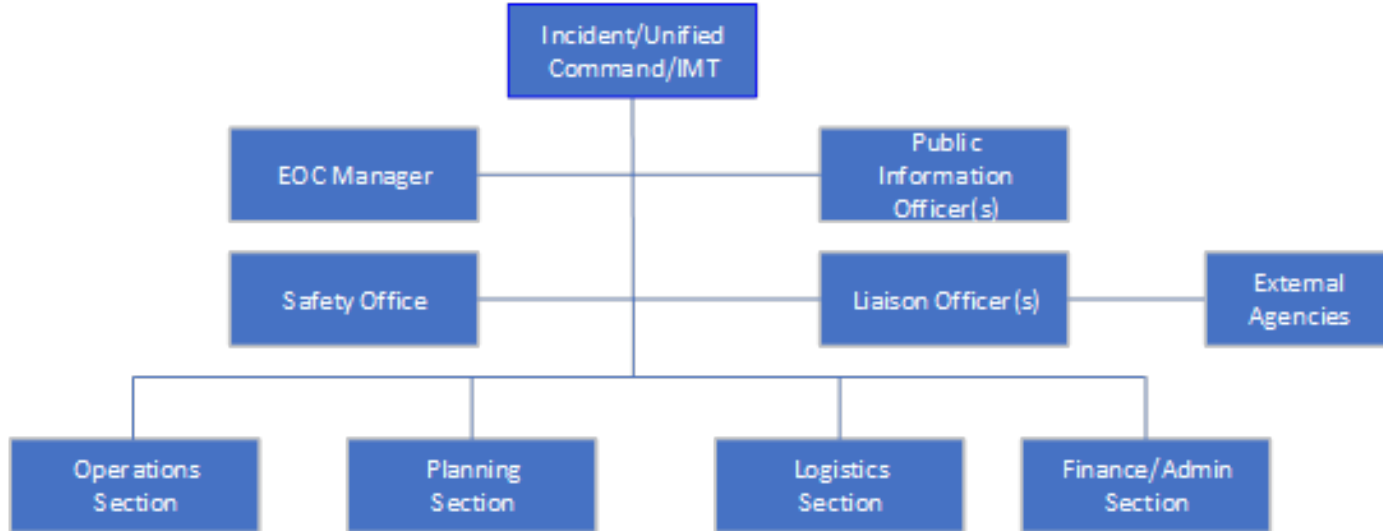 Incident/Unified
Command/IMT
EOC Manager
Public
Information
Officer(s)
Safety Office
Liaison Officer(s)
External
Agencies
Operations
Section
Planning
Section
Logistics
Section
Finance/Admin
Section